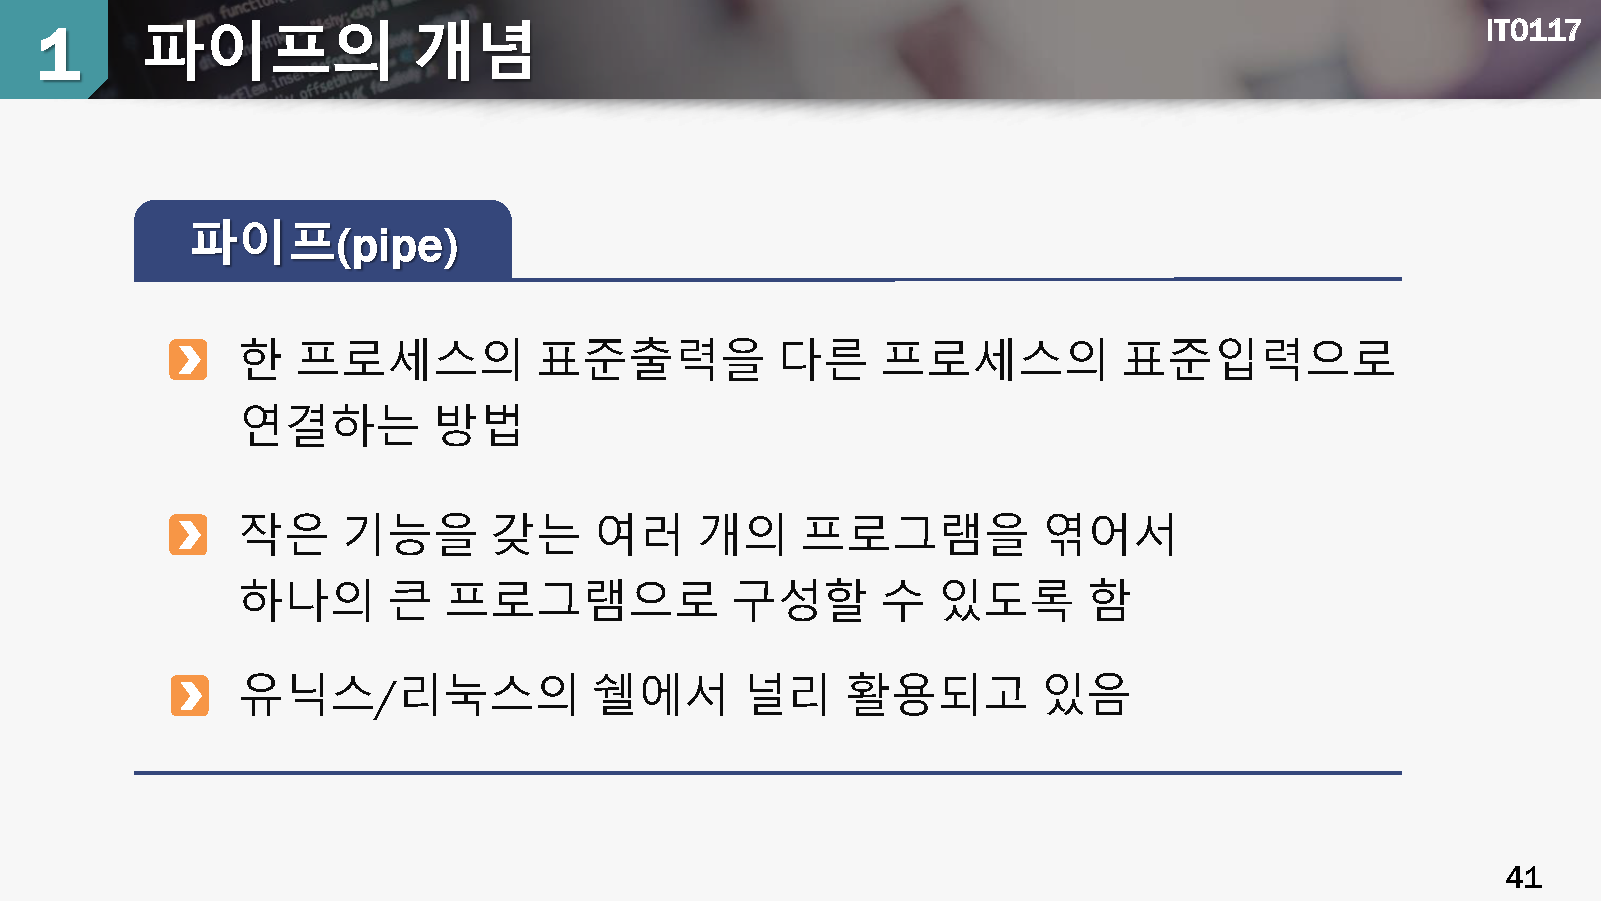 1
파이프의 개념
IT0117
파이프(pipe)
한 프로세스의 표준출력을 다른 프로세스의 표준입력으로
연결하는 방법
작은 기능을 갖는 여러 개의 프로그램을 엮어서
하나의 큰 프로그램으로 구성할 수 있도록 함
유닉스/리눅스의 쉘에서 널리 활용되고 있음
41